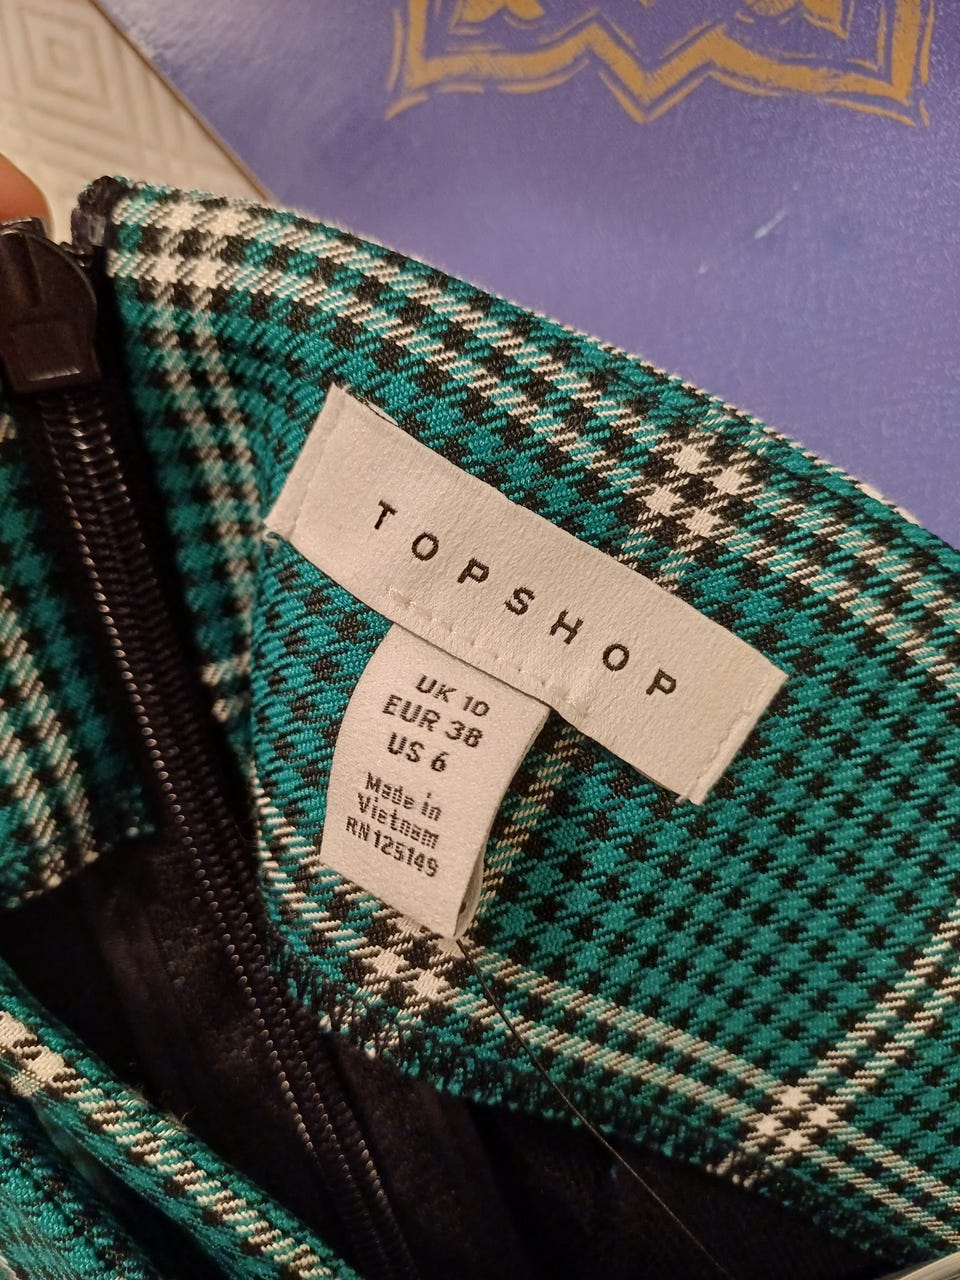 TOPSHOP
UK 10
EUR 38
US 6
Made in
Vietnam
RN 125149